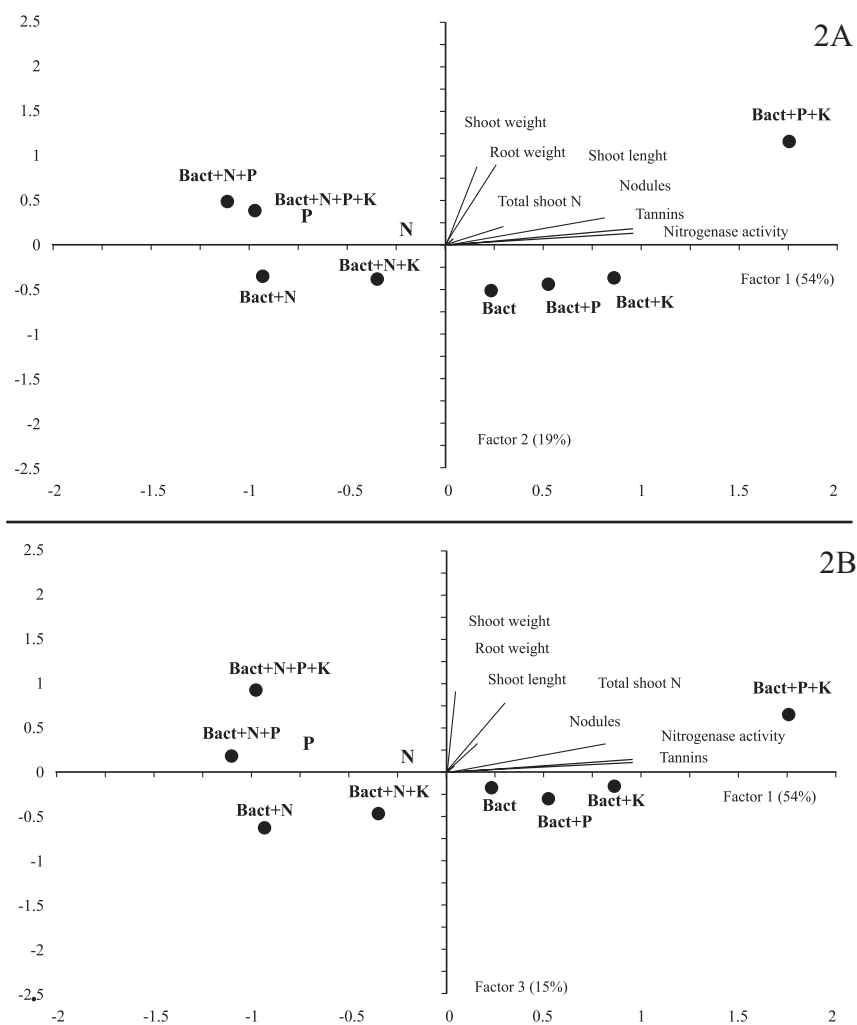 2.5
2A
2
Bact+P+K
Shoot weight
1.5
Root weight
Shoot lenght
1
Bact+N+P
Nodules
Bact+N+P+K
Total shoot N
0.5
P
Tannins
N
Nitrogenase activity
0
Bact+N+K
Factor 1 (54%)
-0.5
Bact+N
Bact
Bact+P
Bact+K
-1
-1.5
-2
Factor 2 (19%)
-2.5
-2 -1.5 -1 -0.5 0 0.5 1 1.5 2
2.5
2B
2
Shoot weight
1.5
Root weight
Bact+N+P+K
Shoot lenght
Total shoot N
Bact+P+K
1
Nodules
Bact+N+P
Nitrogenase activity
0.5
P
N
Tannins
0
Bact+N+K
Factor 1 (54%)
Bact+N
Bact
Bact+K
-0.5
Bact+P
-1
-1.5
-2
Factor 3 (15%)
-2.5
-2 -1.5 -1 -0.5 0 0.5 1 1.5 2